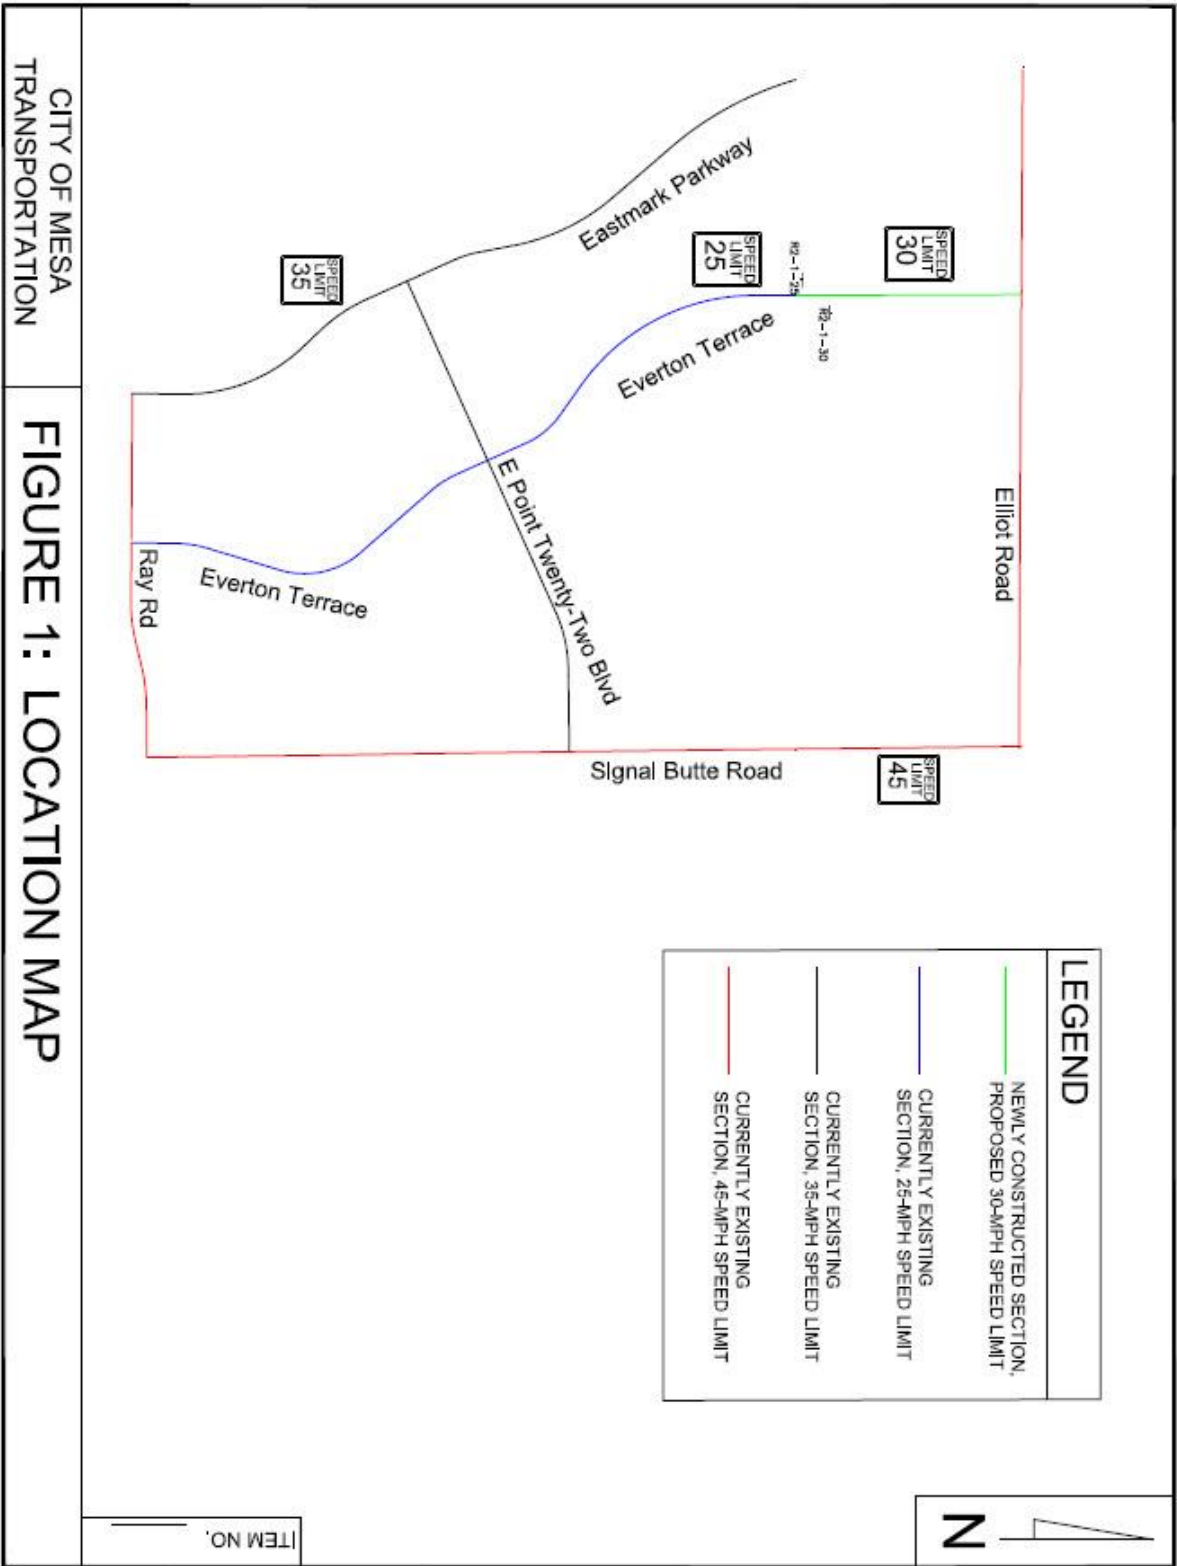 Elliot Road
SPEED
LIMIT
30
R2-1-25
R2-1-30
SPEED
LIMIT
25
Eastmark Parkway
Everton Terrace
SPEED
LIMIT
45
Signal Butte Road
E Point Twenty-Two Blvd
SPEED
LIMIT
35
Everton Terrace
Ray Rd
LEGEND
NEWLY CONSTRUCTED SECTION,
PROPOSED 30-MPH SPEED LIMIT
CURRENTLY EXISTING
SECTION, 25-MPH SPEED LIMIT
CURRENTLY EXISTING
SECTION, 35-MPH SPEED LIMIT
CURRENTLY EXISTING
SECTION, 45-MPH SPEED LIMIT
N
ITEM NO.
CITY OF MESA
TRANSPORTATION
FIGURE 1: LOCATION MAP